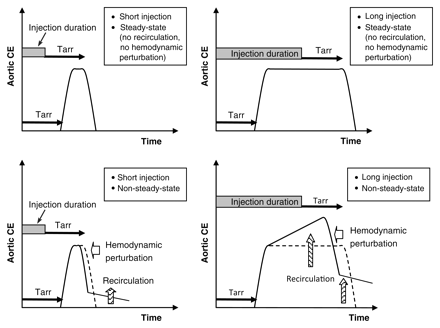 Aortic CE
Injection duration
Tarr
Tarr
Time
• Short injection
• Steady-state
(no recirculation,
no hemodynamic
perturbation)
Aortic CE
Injection duration
Tarr
Tarr
Time
• Long injection
• Steady-state
(no recirculation,
no hemodynamic
perturbation)
Aortic CE
Injection duration
Tarr
Tarr
Time
• Short injection
• Non-steady-state
Hemodynamic
perturbation
Recirculation
Aortic CE
Injection duration
Tarr
Tarr
Time
• Long injection
• Non-steady-state
Hemodynamic
perturbation
Recirculation